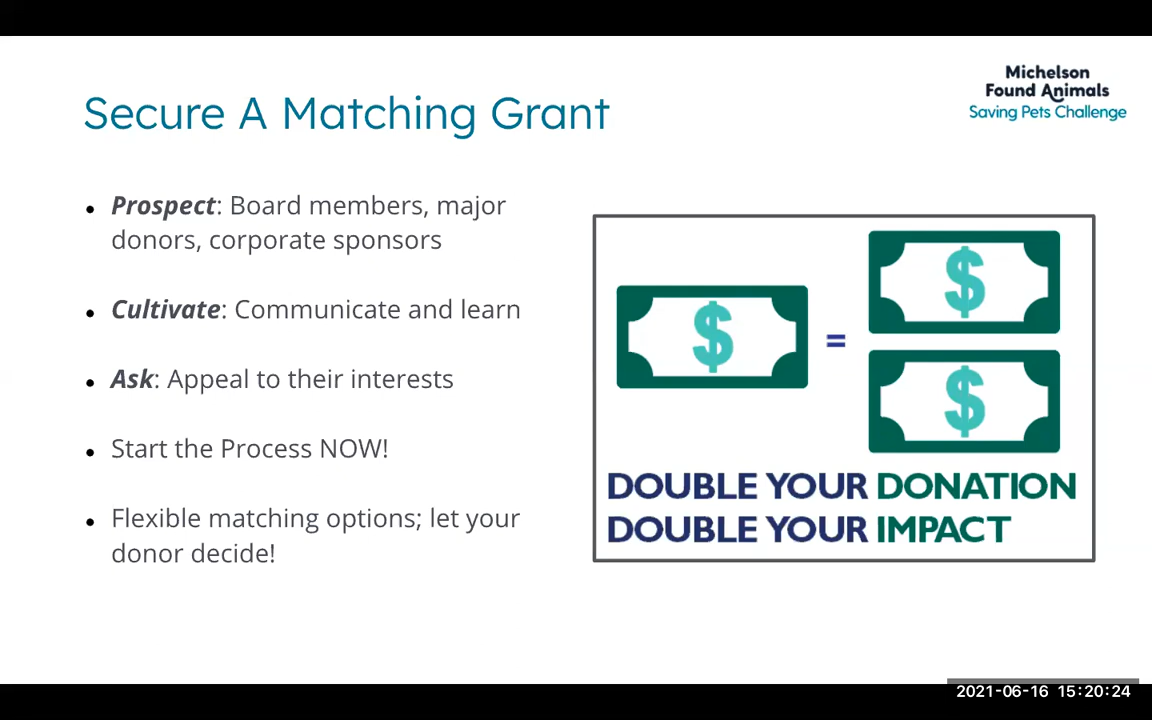 Michelson
Found Animals
Saving Pets Challenge
Secure A Matching Grant
• Prospect: Board members, major
donors, corporate sponsors
• Cultivate: Communicate and learn
• Ask: Appeal to their interests
• Start the Process NOW!
• Flexible matching options; let your
donor decide!
$ = $
$
DOUBLE YOUR DONATION
DOUBLE YOUR IMPACT
2021-06-16 15:20:24